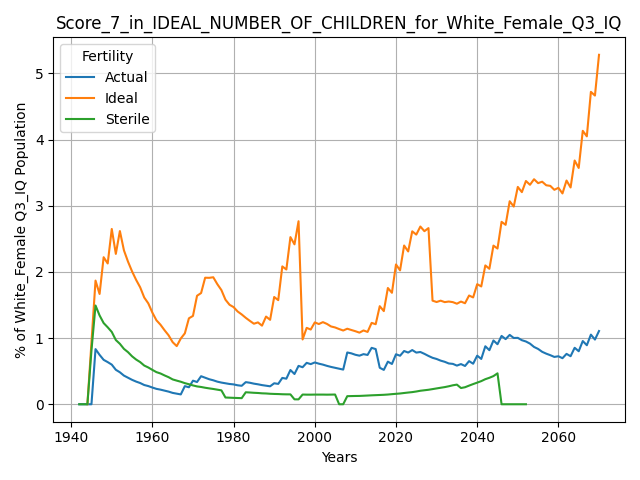 Score_7_in_IDEAL_NUMBER_OF_CHILDREN_for_White_Female_Q3_IQ
Fertility
Actual
Ideal
Sterile
% of White_Female Q3_IQ Population
5
4
3
2
1
0
1940 1960 1980 2000 2020 2040 2060
Years